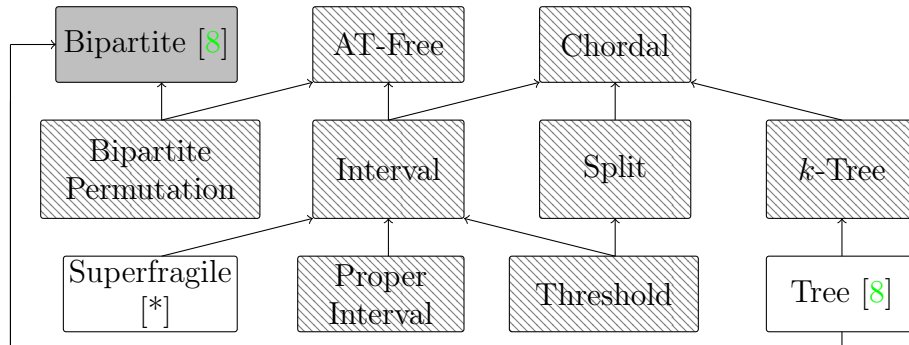 Bipartite [8]
AT-Free
Chordal
Bipartite
Permutation
Interval
Split
k-Tree
Superfragile
[*]
Proper
Interval
Threshold
Tree [8]